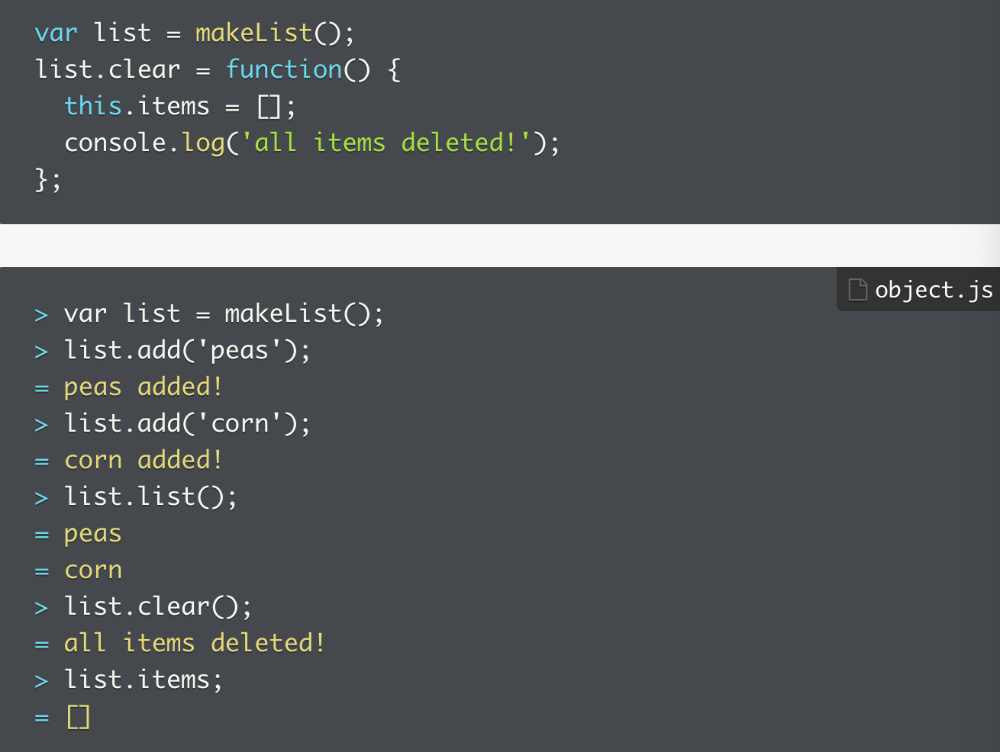 var list = makeList();
list.clear = function() {
  this.items = [];
  console.log('all items deleted!');
};
object.js
> var list = makeList();
> list.add('peas');
= peas added!
> list.add('corn');
= corn added!
> list.list();
= peas
= corn
> list.clear();
= all items deleted!
> list.items;
= []